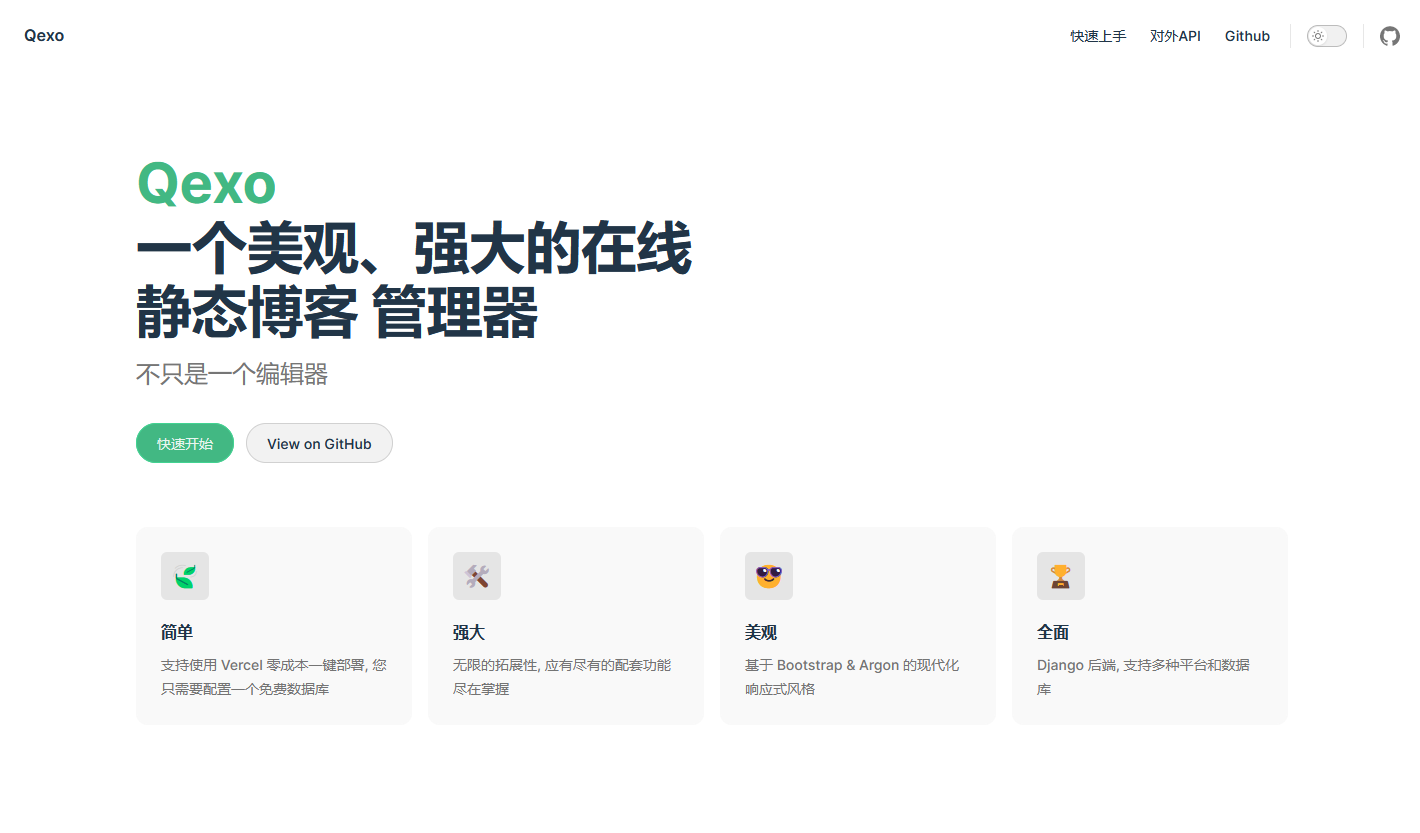 Qexo
快速上手 对外API Github
Qexo
一个美观、强大的在线
静态博客 管理器
不只是一个编辑器
快速开始 View on GitHub
简单
支持使用 Vercel 零成本一键部署, 您
只需要配置一个免费数据库
强大
无限的拓展性, 应有尽有的配套功能
尽在掌握
美观
基于 Bootstrap & Argon 的现代化
响应式风格
全面
Django 后端, 支持多种平台和数据
库